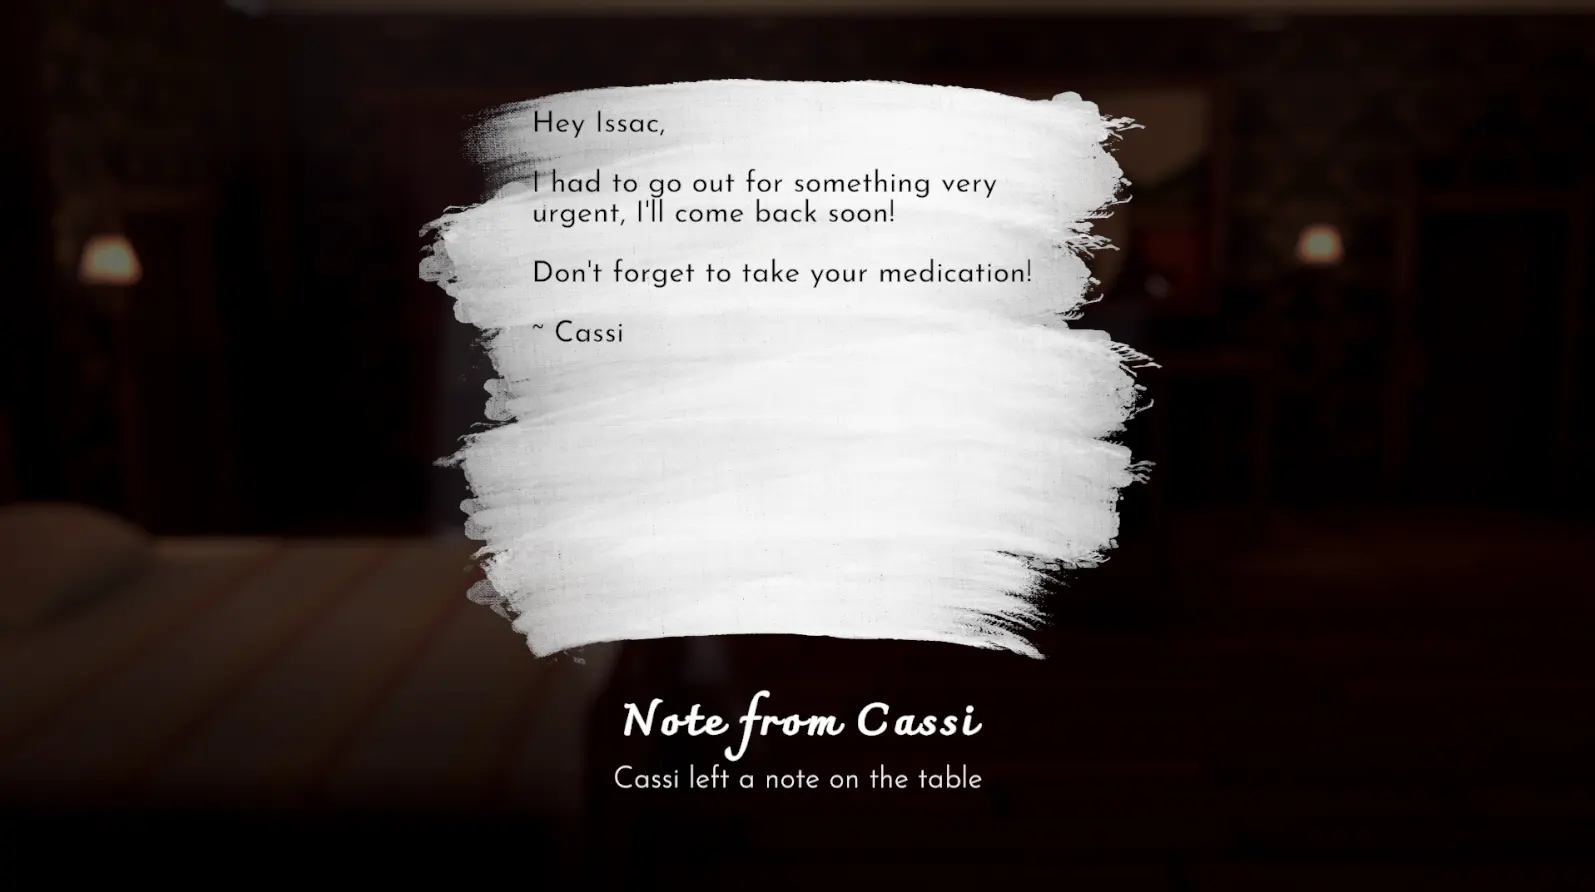 Hey Issac,
I had to go out for something very
urgent, I'll come back soon!
Don't forget to take your medication!
~ Cassi
Note from Cassi
Cassi left a note on the table